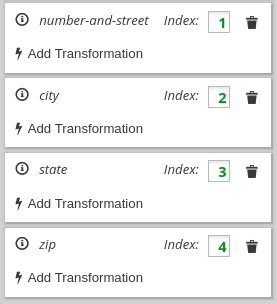 number-and-street Index: 1
Add Transformation
city Index: 2
Add Transformation
state Index: 3
Add Transformation
zip Index: 4
Add Transformation